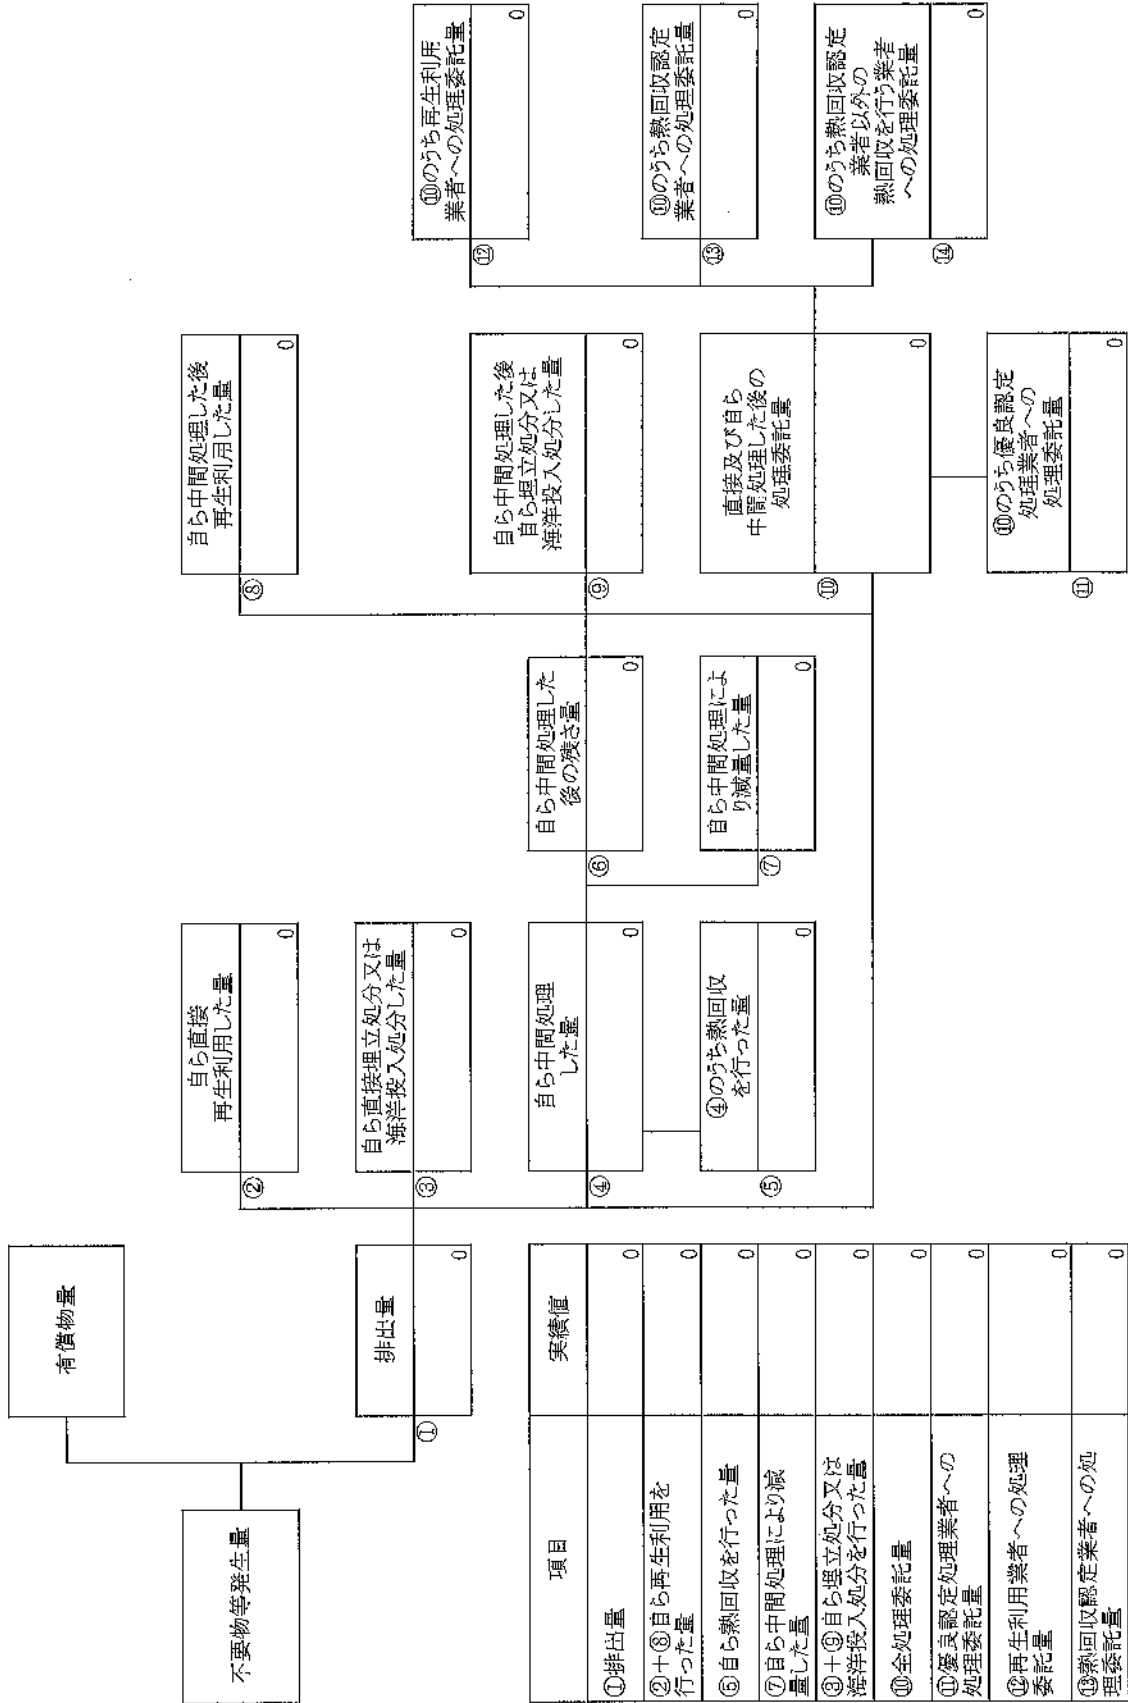 不要物等発生量
有償物量
①
排出量
0
②
自ら直接
再生利用した量
0
③
自ら直接埋立処分又は
海洋投入処分した量
0
④
自ら中間処理
した量
0
⑤
④のうち熱回収
を行った量
0
⑥
自ら中間処理した
後の残さ量
0
⑦
自ら中間処理によ
り減量した量
0
⑧
自ら中間処理した後
再生利用した量
0
⑨
自ら中間処理した後
自ら埋立処分又は
海洋投入処分した量
0
⑩
直接及び自ら
中間処理した後の
処理委託量
0
⑪
⑩のうち優良認定
処理業者への
処理委託量
0
⑫
⑩のうち再生利用
業者への処理委託量
0
⑬
⑩のうち熱回収認定
業者への処理委託量
0
⑭
⑩のうち熱回収認定
業者以外の
熱回収を行う業者
への処理委託量
0
項目
実績値
①排出量
0
②+⑧自ら再生利用を
行った量
0
⑤自ら熱回収を行った量
0
⑦自ら中間処理により減
量した量
0
③+⑨自ら埋立処分又は
海洋投入処分を行った量
0
⑩全処理委託量
0
⑪優良認定処理業者への
処理委託量
0
⑫再生利用業者への処理
委託量
0
⑬熱回収認定業者への処
理委託量
0